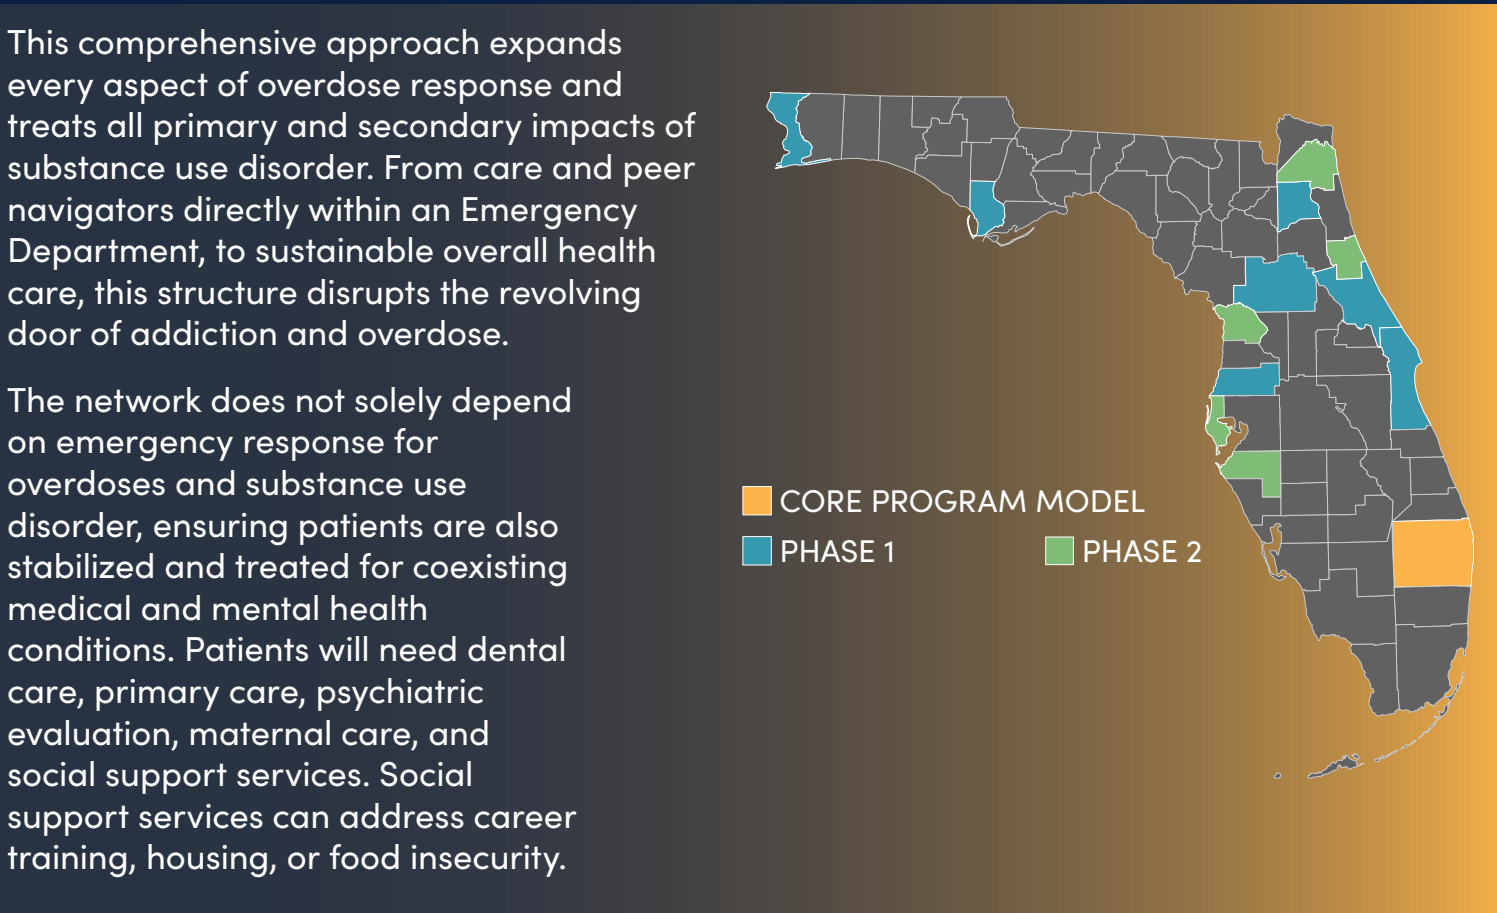 This comprehensive approach expands
every aspect of overdose response and
treats all primary and secondary impacts of
substance use disorder. From care and peer
navigators directly within an Emergency
Department, to sustainable overall health
care, this structure disrupts the revolving
door of addiction and overdose.
The network does not solely depend
on emergency response for
overdoses and substance use
disorder, ensuring patients are also
stabilized and treated for coexisting
medical and mental health
conditions. Patients will need dental
care, primary care, psychiatric
evaluation, maternal care, and
social support services. Social
support services can address career
training, housing, or food insecurity.
CORE PROGRAM MODEL
PHASE 1
PHASE 2